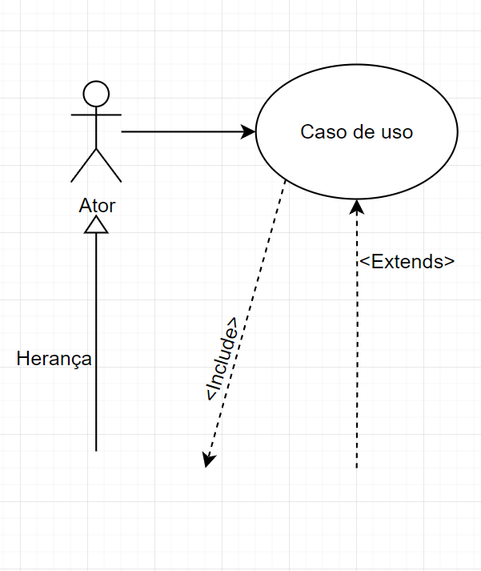 Caso de uso
Ator
<Extends>
Herança
<Include>